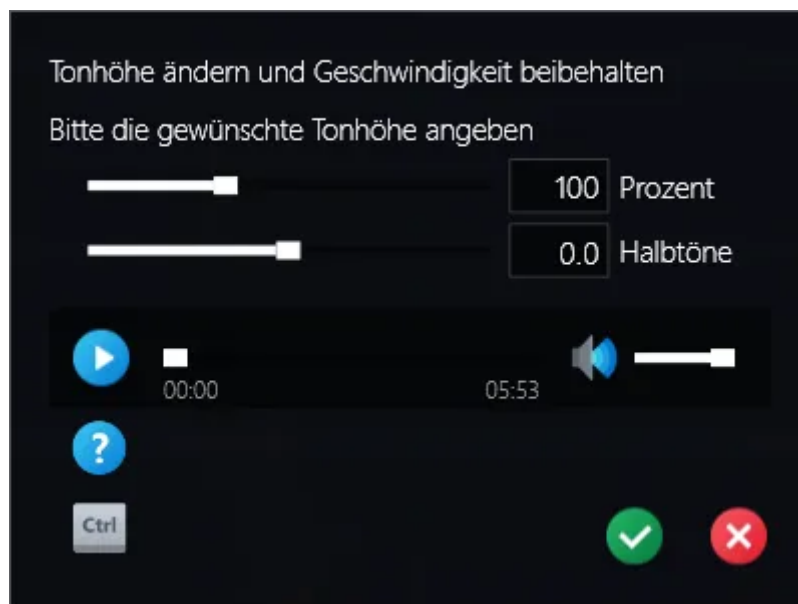 Tonhöhe ändern und Geschwindigkeit beibehalten
Bitte die gewünschte Tonhöhe angeben
100 Prozent
0.0 Halbtöne
00:00 05:53
?
Ctrl